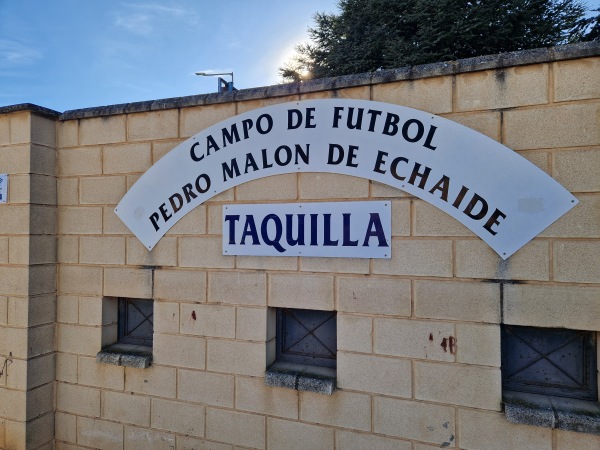 CAMPO DE FUTBOL
PEDRO MALON DE ECHAIDE
TAQUILLA